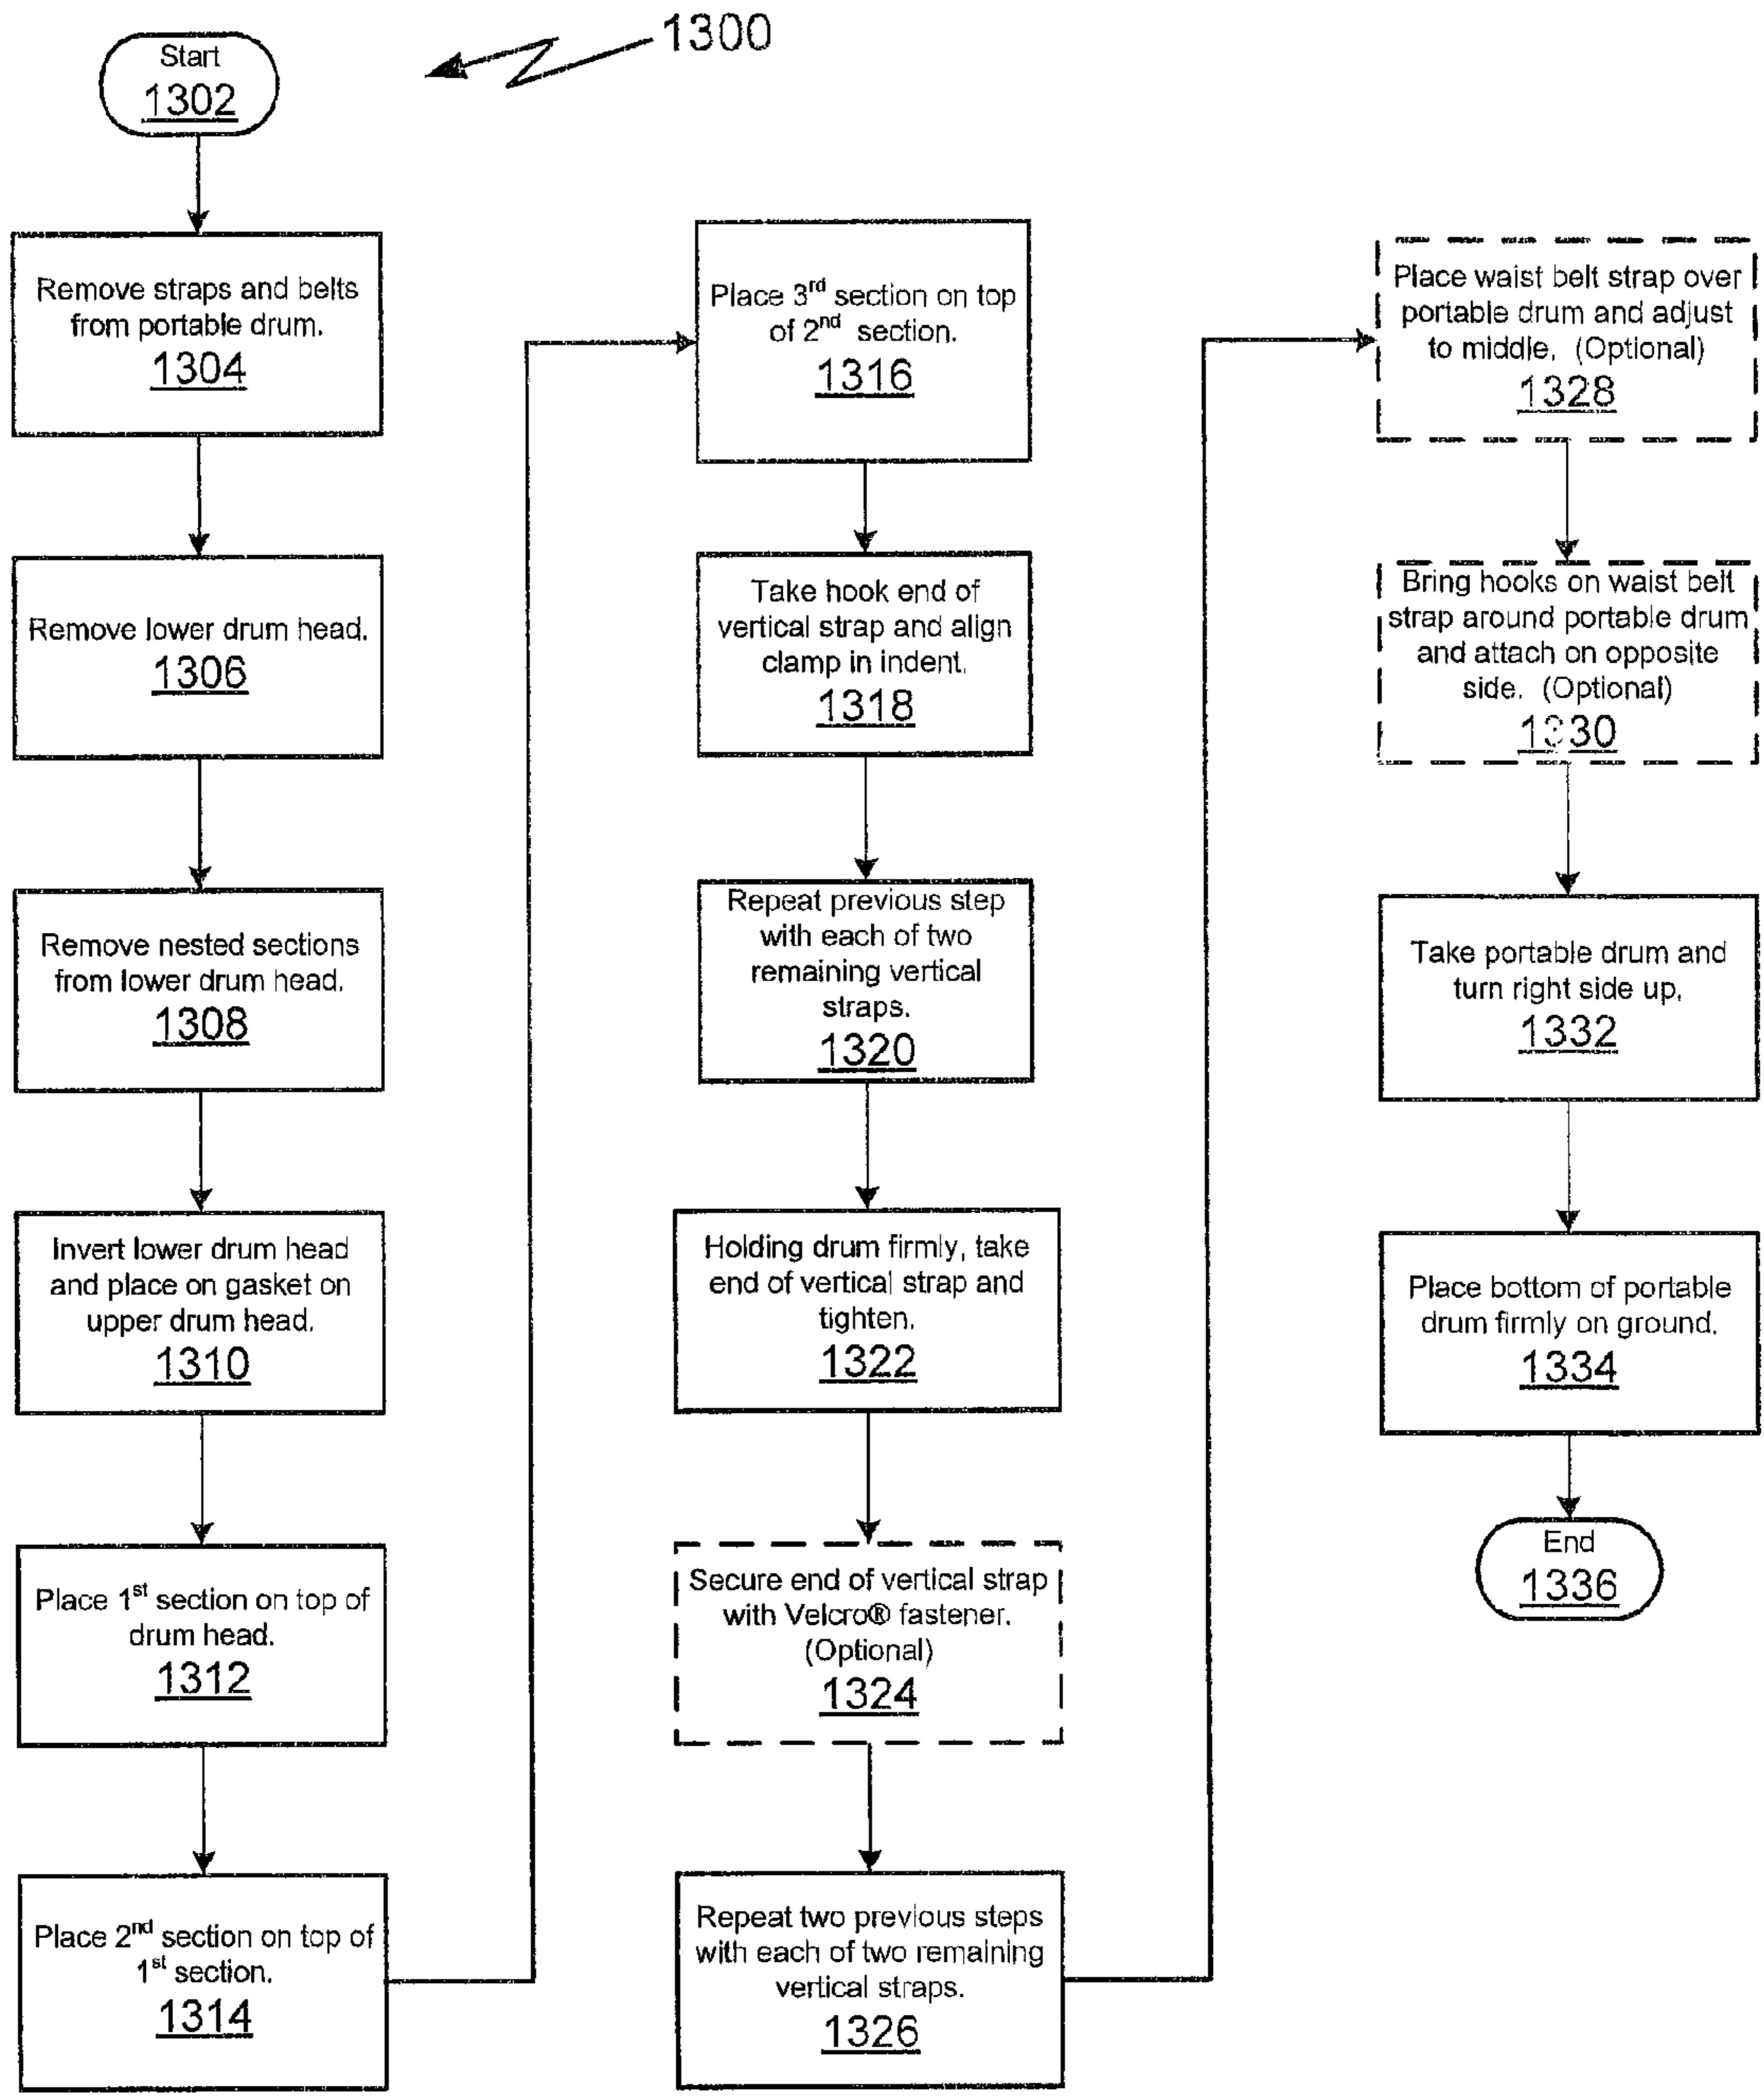 1300
Start
1302
Remove straps and belts
from portable drum.
1304
Remove lower drum head.
1306
Remove nested sections
from lower drum head.
1308
Invert lower drum head
and place on gasket on
upper drum head.
1310
Place 1st section on top of
drum head.
1312
Place 2nd section on top of
1st section.
1314
Place 3rd section on top
of 2nd section.
1316
Take hook end of
vertical strap and align
clamp in indent.
1318
Repeat previous step
with each of two
remaining vertical
straps.
1320
Holding drum firmly, take
end of vertical strap and
tighten.
1322
Secure end of vertical strap
with Velcro® fastener.
(Optional)
1324
Repeat two previous steps
with each of two remaining
vertical straps.
1326
Place waist belt strap over
portable drum and adjust
to middle. (Optional)
1328
Bring hooks on waist belt
strap around portable drum
and attach on opposite
side. (Optional)
1330
Take portable drum and
turn right side up.
1332
Place bottom of portable
drum firmly on ground.
1334
End
1336